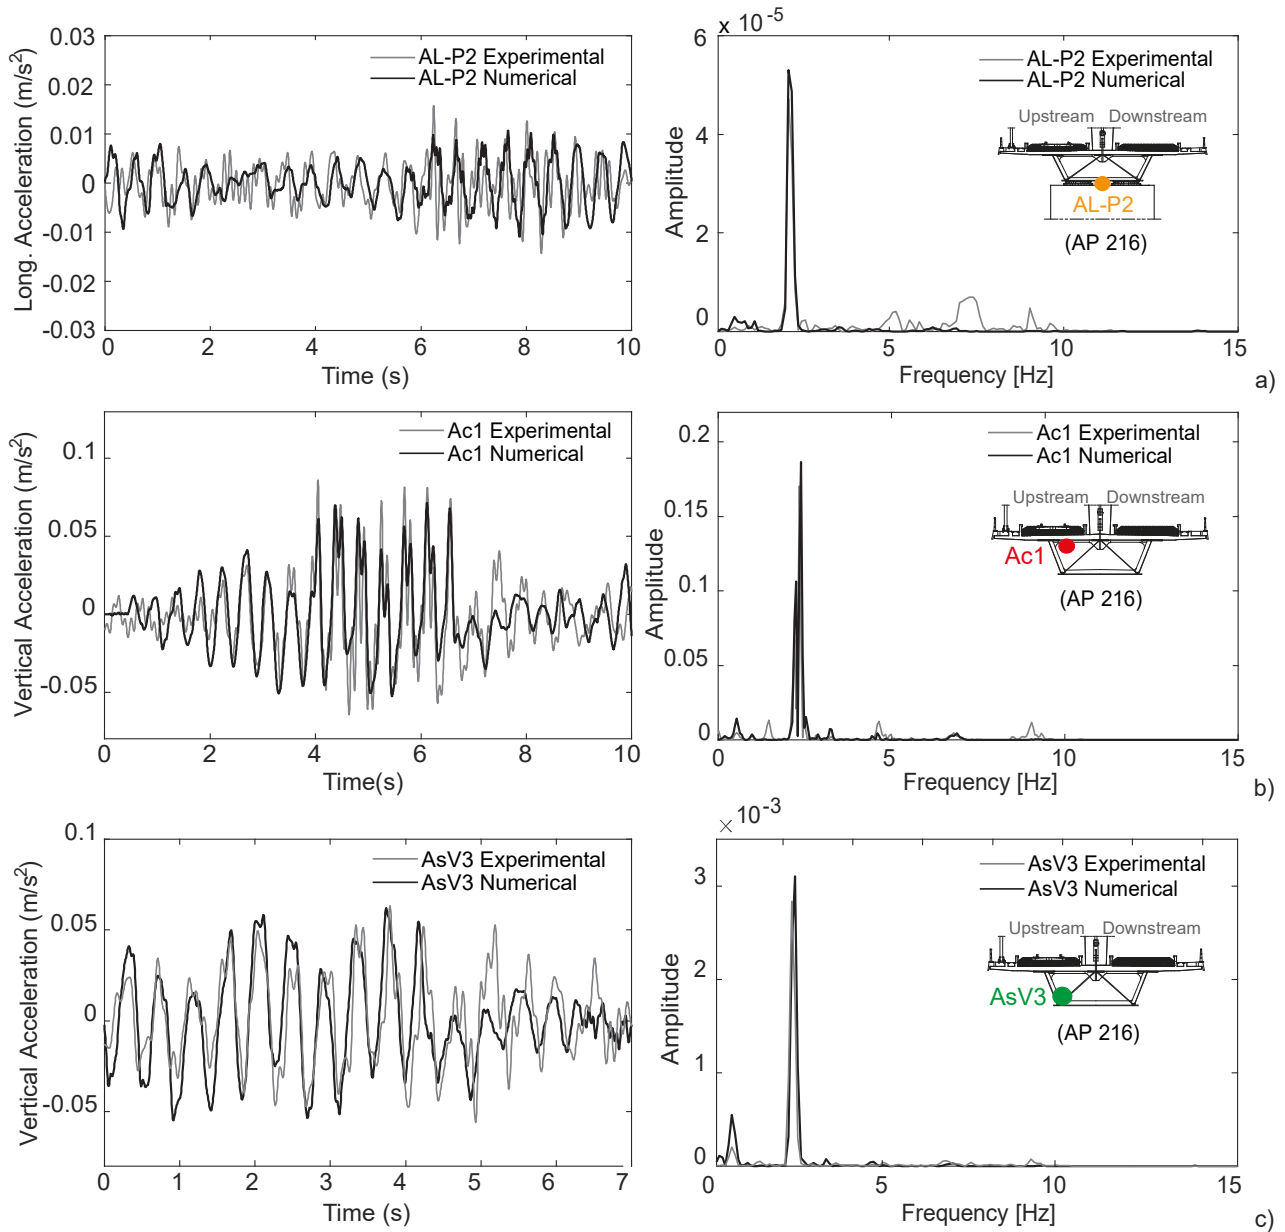 0.03
0.02
0.01
0
-0.01
-0.02
-0.03
Long. Acceleration (m/s²)
AL-P2 Experimental
AL-P2 Numerical
0 2 4 6 8 10
Time (s)
x 10⁻⁵
6
4
2
0
Amplitude
AL-P2 Experimental
AL-P2 Numerical
Upstream Downstream
AL-P2
(AP 216)
0 5 10 15
Frequency [Hz]
a)
0.1
0.05
0
-0.05
Vertical Acceleration (m/s²)
Ac1 Experimental
Ac1 Numerical
0 2 4 6 8 10
Time(s)
0.2
0.15
0.1
0.05
0
Amplitude
Ac1 Experimental
Ac1 Numerical
Upstream Downstream
Ac1
(AP 216)
0 5 10 15
Frequency [Hz]
b)
0.1
0.05
0
-0.05
Vertical Acceleration (m/s²)
AsV3 Experimental
AsV3 Numerical
0 1 2 3 4 5 6 7
Time (s)
× 10⁻³
3
2
1
0
Amplitude
AsV3 Experimental
AsV3 Numerical
Upstream Downstream
AsV3
(AP 216)
0 5 10 15
Frequency [Hz]
c)